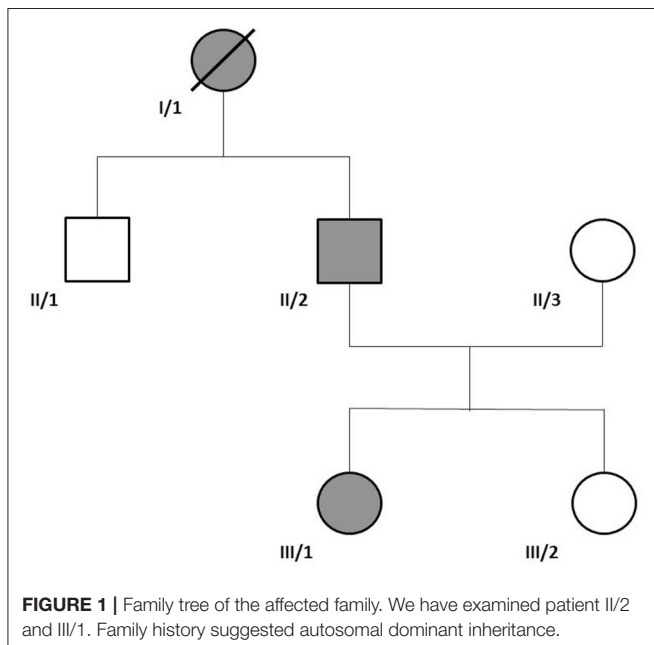 I/1
II/1
II/2
II/3
III/1
III/2
FIGURE 1 | Family tree of the affected family. We have examined patient II/2
and III/1. Family history suggested autosomal dominant inheritance.